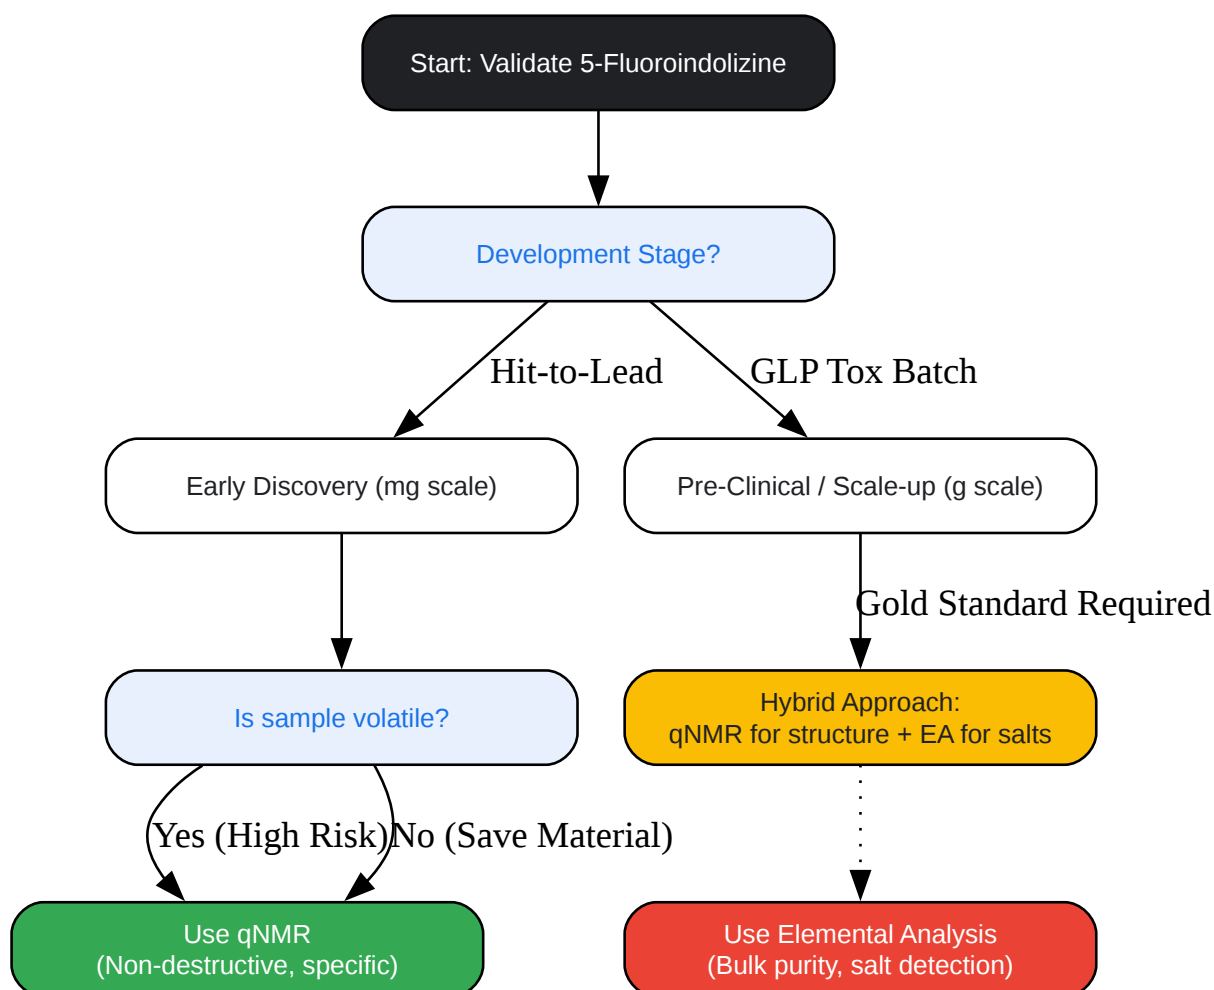 Start: Validate 5-Fluoroindolizine
Development Stage?
Hit-to-Lead
GLP Tox Batch
Early Discovery (mg scale)
Pre-Clinical / Scale-up (g scale)
Gold Standard Required
Is sample volatile?
Hybrid Approach:
qNMR for structure + EA for salts
Yes (High Risk)
No (Save Material)
Use qNMR
(Non-destructive, specific)
Use Elemental Analysis
(Bulk purity, salt detection)